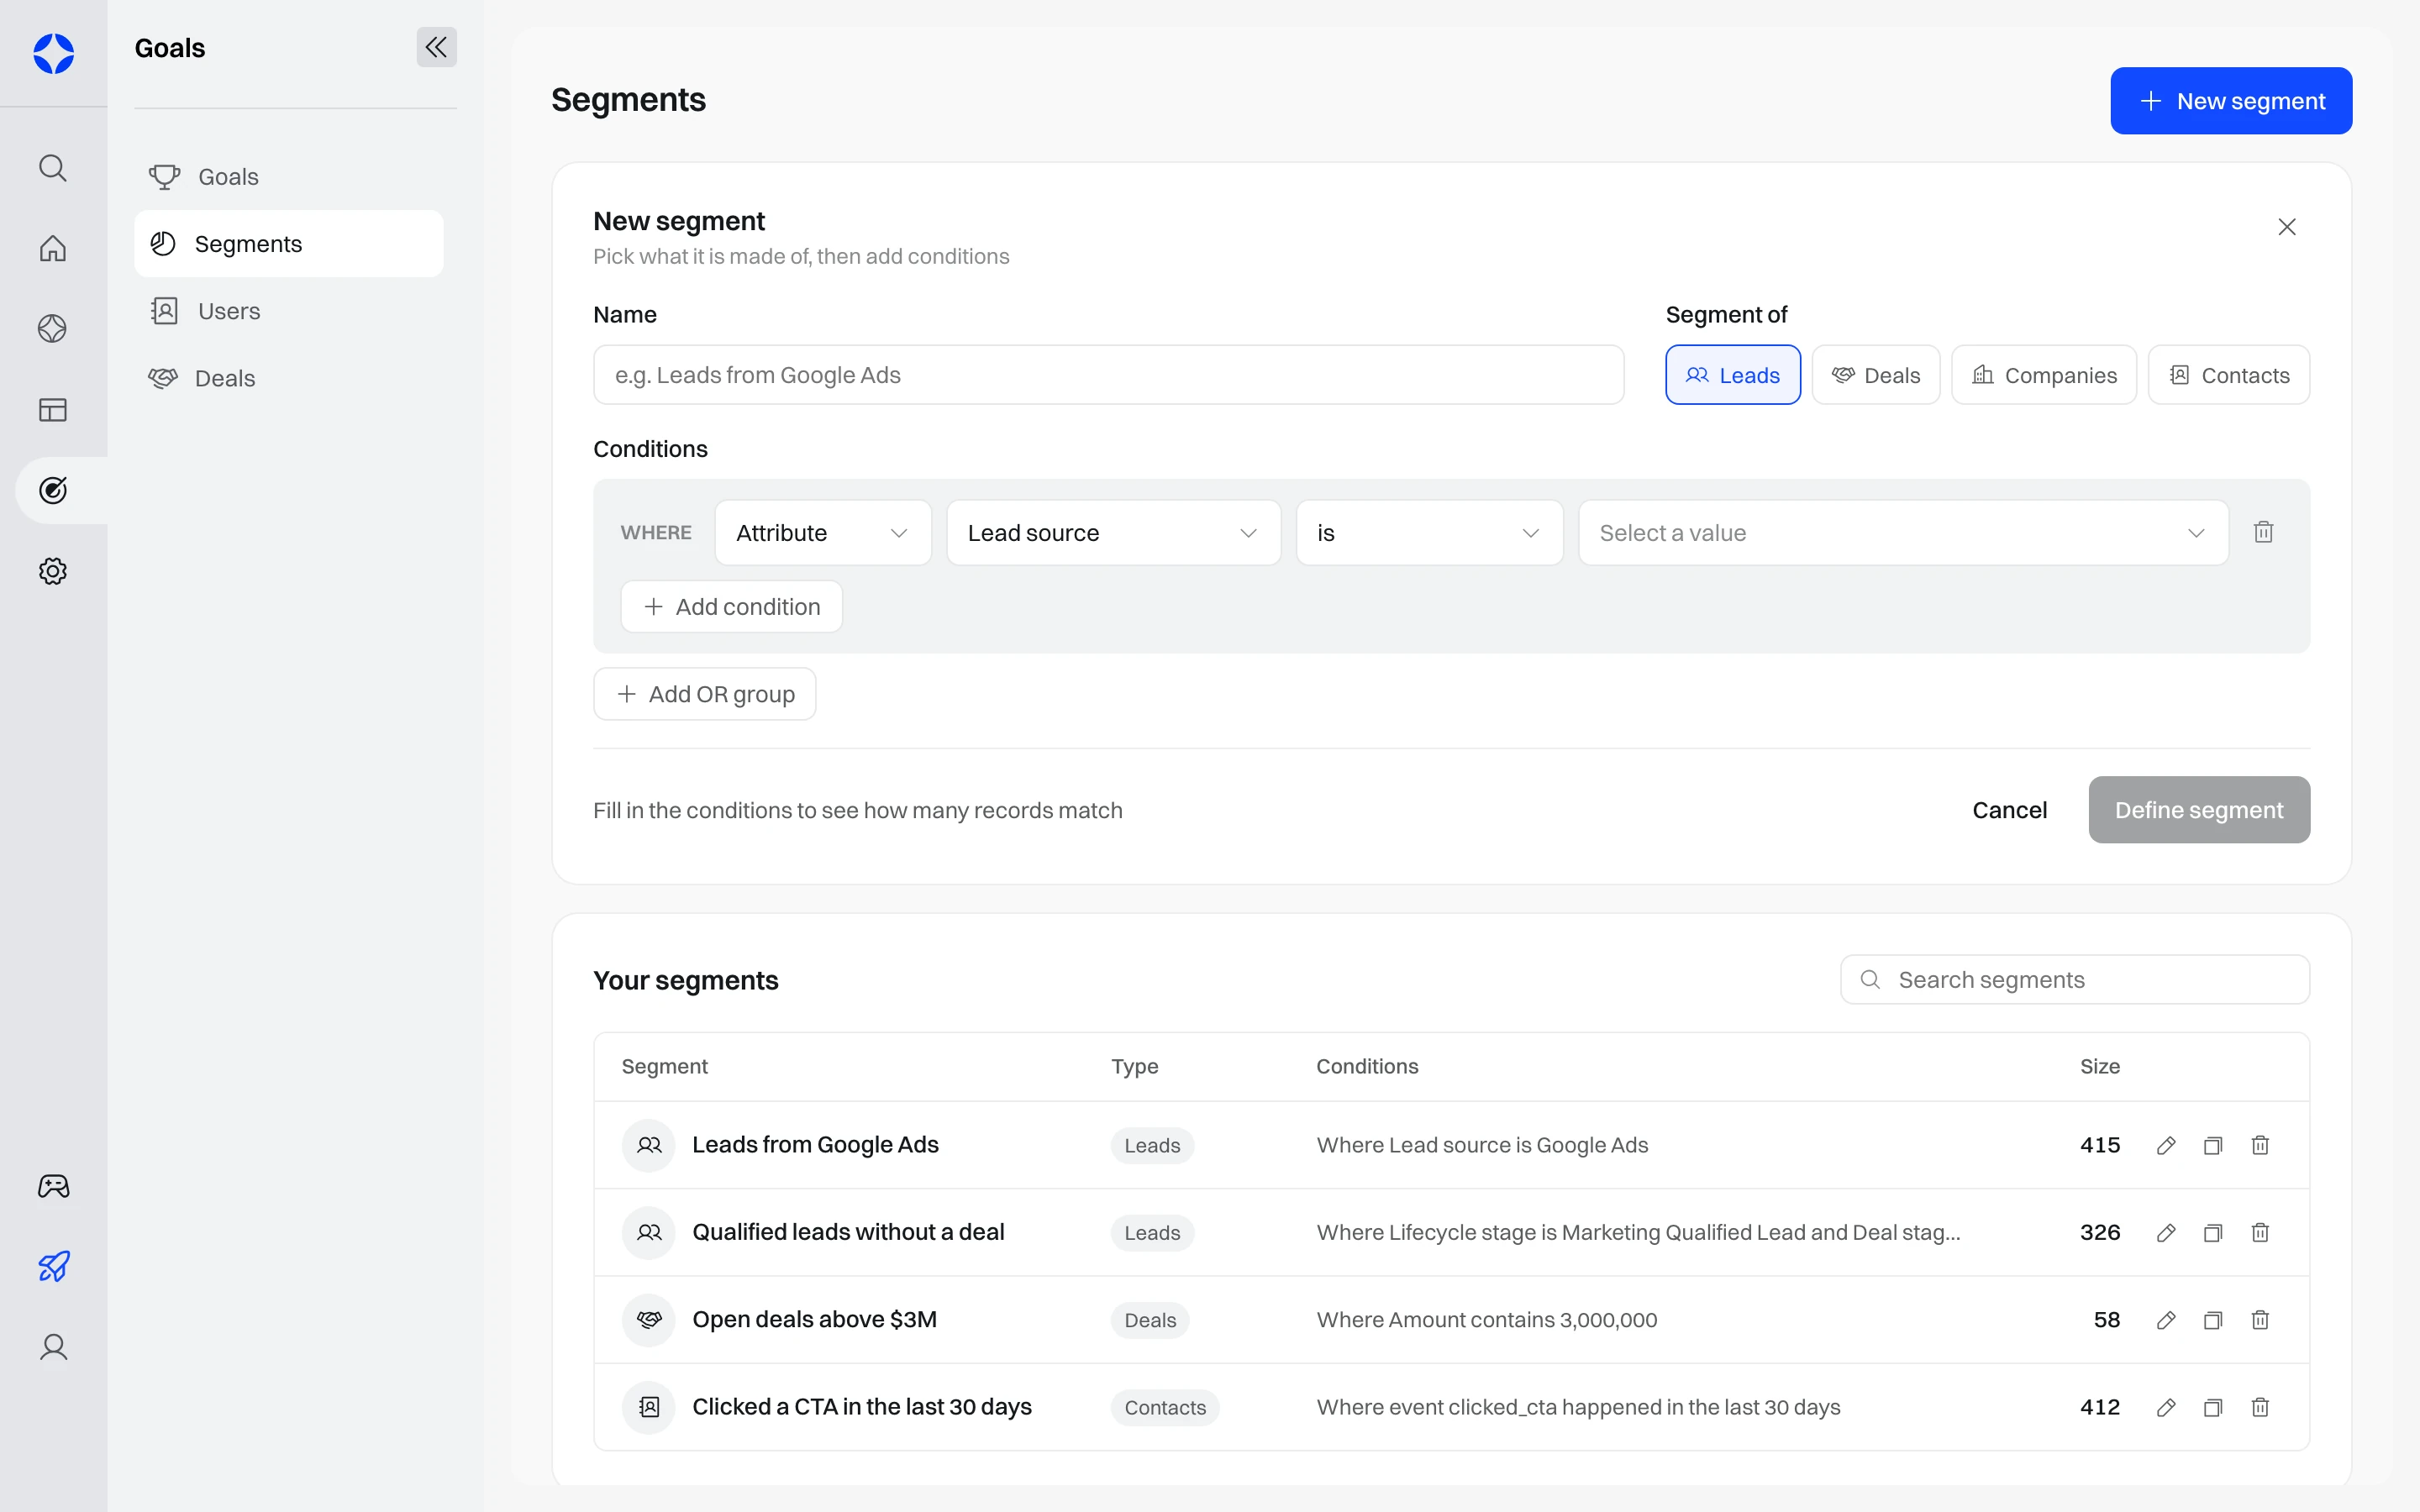 Goals
Goals
Segments
Users
Deals
Segments
New segment
New segment
Pick what it is made of, then add conditions
Name
Segment of
e.g. Leads from Google Ads
Leads
Deals
Companies
Contacts
Conditions
WHERE
Attribute
Lead source
is
Select a value
Add condition
Add OR group
Fill in the conditions to see how many records match
Cancel
Define segment
Your segments
Search segments
Segment Type Conditions Size
Leads from Google Ads Leads Where Lead source is Google Ads 415
Qualified leads without a deal Leads Where Lifecycle stage is Marketing Qualified Lead and Deal stag... 326
Open deals above $3M Deals Where Amount contains 3,000,000 58
Clicked a CTA in the last 30 days Contacts Where event clicked_cta happened in the last 30 days 412